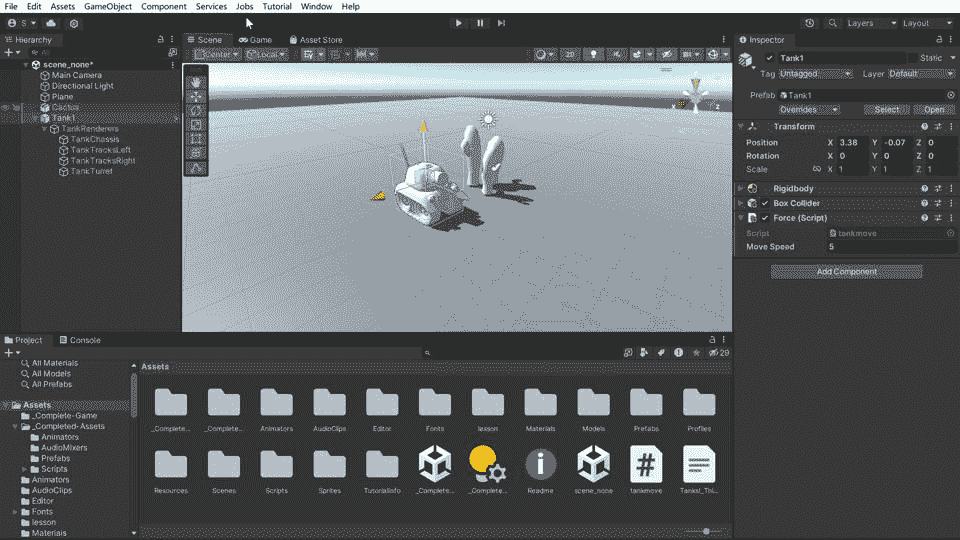 File Edit Assets GameObject Component Services Jobs Tutorial Window Help
S Layers Layout
Hierarchy Scene Game Asset Store Inspector
All Center Local 2D
Tank1 Static
scene_none*
Tag Untagged Layer Default
Main Camera
Directional Light
Plane
Prefab Tank1
Cactus
Overrides Select Open
Tank1
TankRenderers
Transform
TankChassis
Position X 3.38 Y -0.07 Z 0
TankTracksLeft
Rotation X 0 Y 0 Z 0
TankTracksRight
Scale X 1 Y 1 Z 1
TankTurret
Rigidbody
Box Collider
Force (Script)
Script tankmove
Move Speed 5
Add Component
x z
Project Console
29
All Materials
All Models
All Prefabs
Assets
_Complete-Game
_Completed-Assets
Animators
AudioMixers
Prefabs
Scripts
Animators
AudioClips
Editor
Fonts
lesson
Materials
Assets
_Complete... _Complete... Animators AudioClips Editor Fonts lesson Materials Models Prefabs Profiles
Resources Scenes Scripts Sprites TutorialInfo _Complete... _Complete... Readme scene_none tankmove Tanks!_Thi...